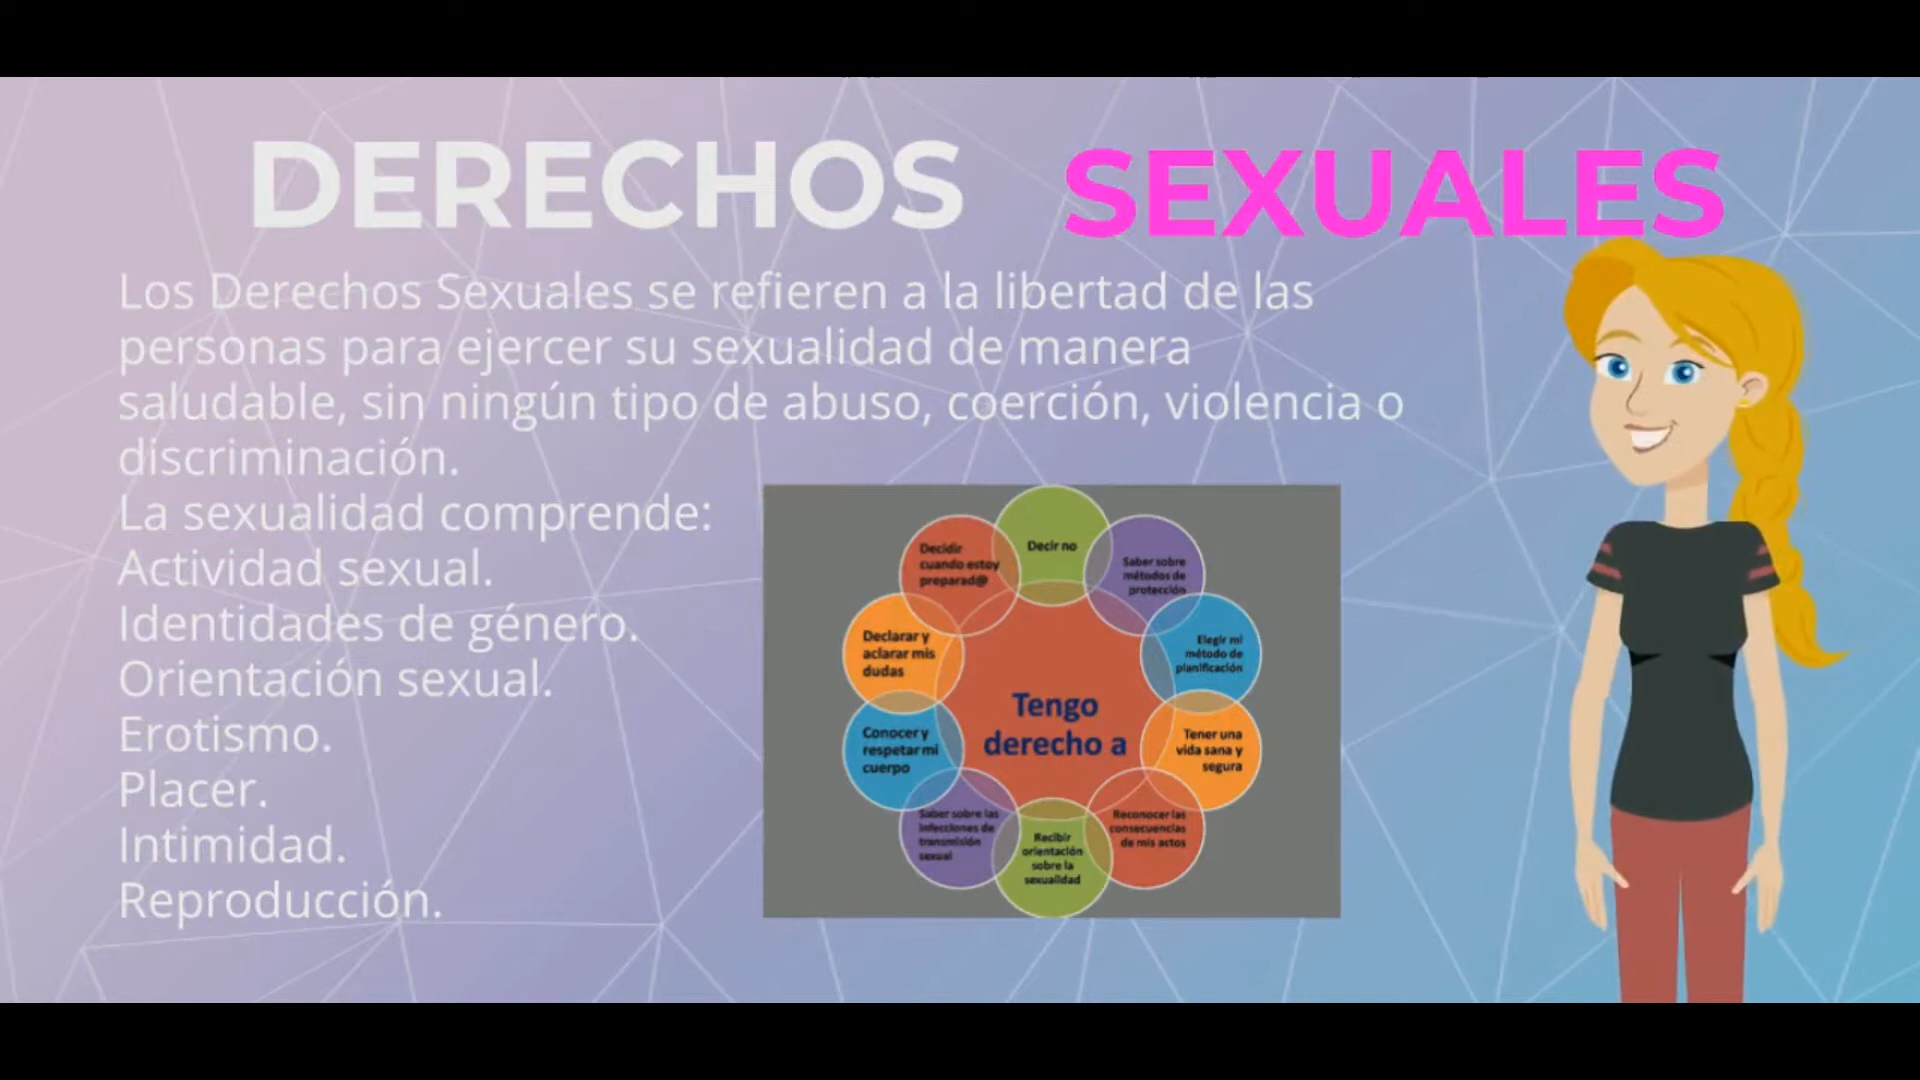 DERECHOS SEXUALES
Los Derechos Sexuales se refieren a la libertad de las
personas para ejercer su sexualidad de manera
saludable, sin ningún tipo de abuso, coerción, violencia o
discriminación.
La sexualidad comprende:
Actividad sexual.
Identidades de género.
Orientación sexual.
Erotismo.
Placer.
Intimidad.
Reproducción.
Tengo
derecho a
Decir no
Saber sobre
métodos de
protección
Elegir mi
método de
planificación
Tener una
vida sana y
segura
Reconocer las
consecuencias
de mis actos
Recibir
orientación
sobre la
sexualidad
Saber sobre las
infecciones de
transmisión
sexual
Conocer y
respetar mi
cuerpo
Declarar y
aclarar mis
dudas
Decidir
cuando estoy
preparad@